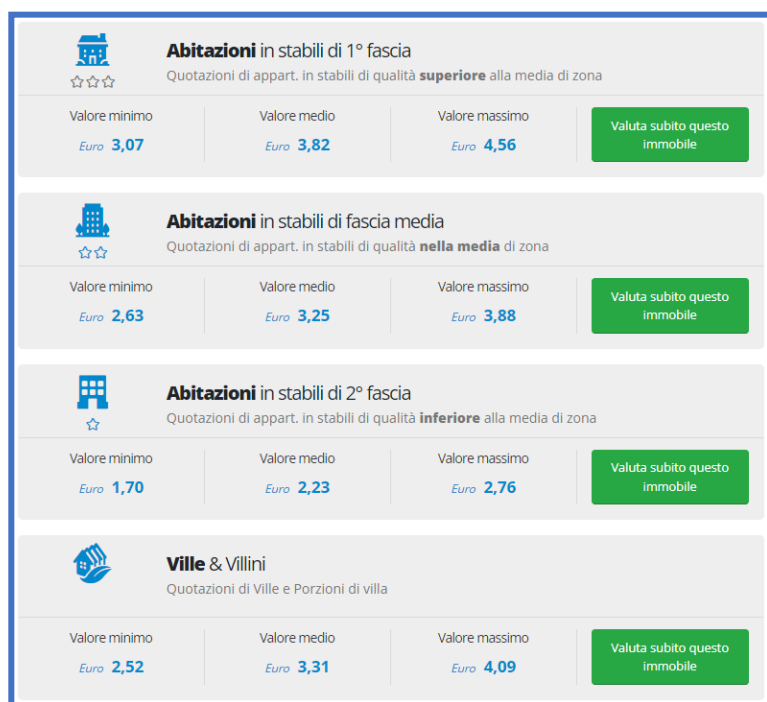 Abitazioni in stabili di 1° fascia
Quotazioni di appart. in stabili di qualità superiore alla media di zona
Valore minimo Valore medio Valore massimo
Euro 3,07 Euro 3,82 Euro 4,56
Valuta subito questo
immobile
Abitazioni in stabili di fascia media
Quotazioni di appart. in stabili di qualità nella media di zona
Valore minimo Valore medio Valore massimo
Euro 2,63 Euro 3,25 Euro 3,88
Valuta subito questo
immobile
Abitazioni in stabili di 2° fascia
Quotazioni di appart. in stabili di qualità inferiore alla media di zona
Valore minimo Valore medio Valore massimo
Euro 1,70 Euro 2,23 Euro 2,76
Valuta subito questo
immobile
Ville & Villini
Quotazioni di Ville e Porzioni di villa
Valore minimo Valore medio Valore massimo
Euro 2,52 Euro 3,31 Euro 4,09
Valuta subito questo
immobile